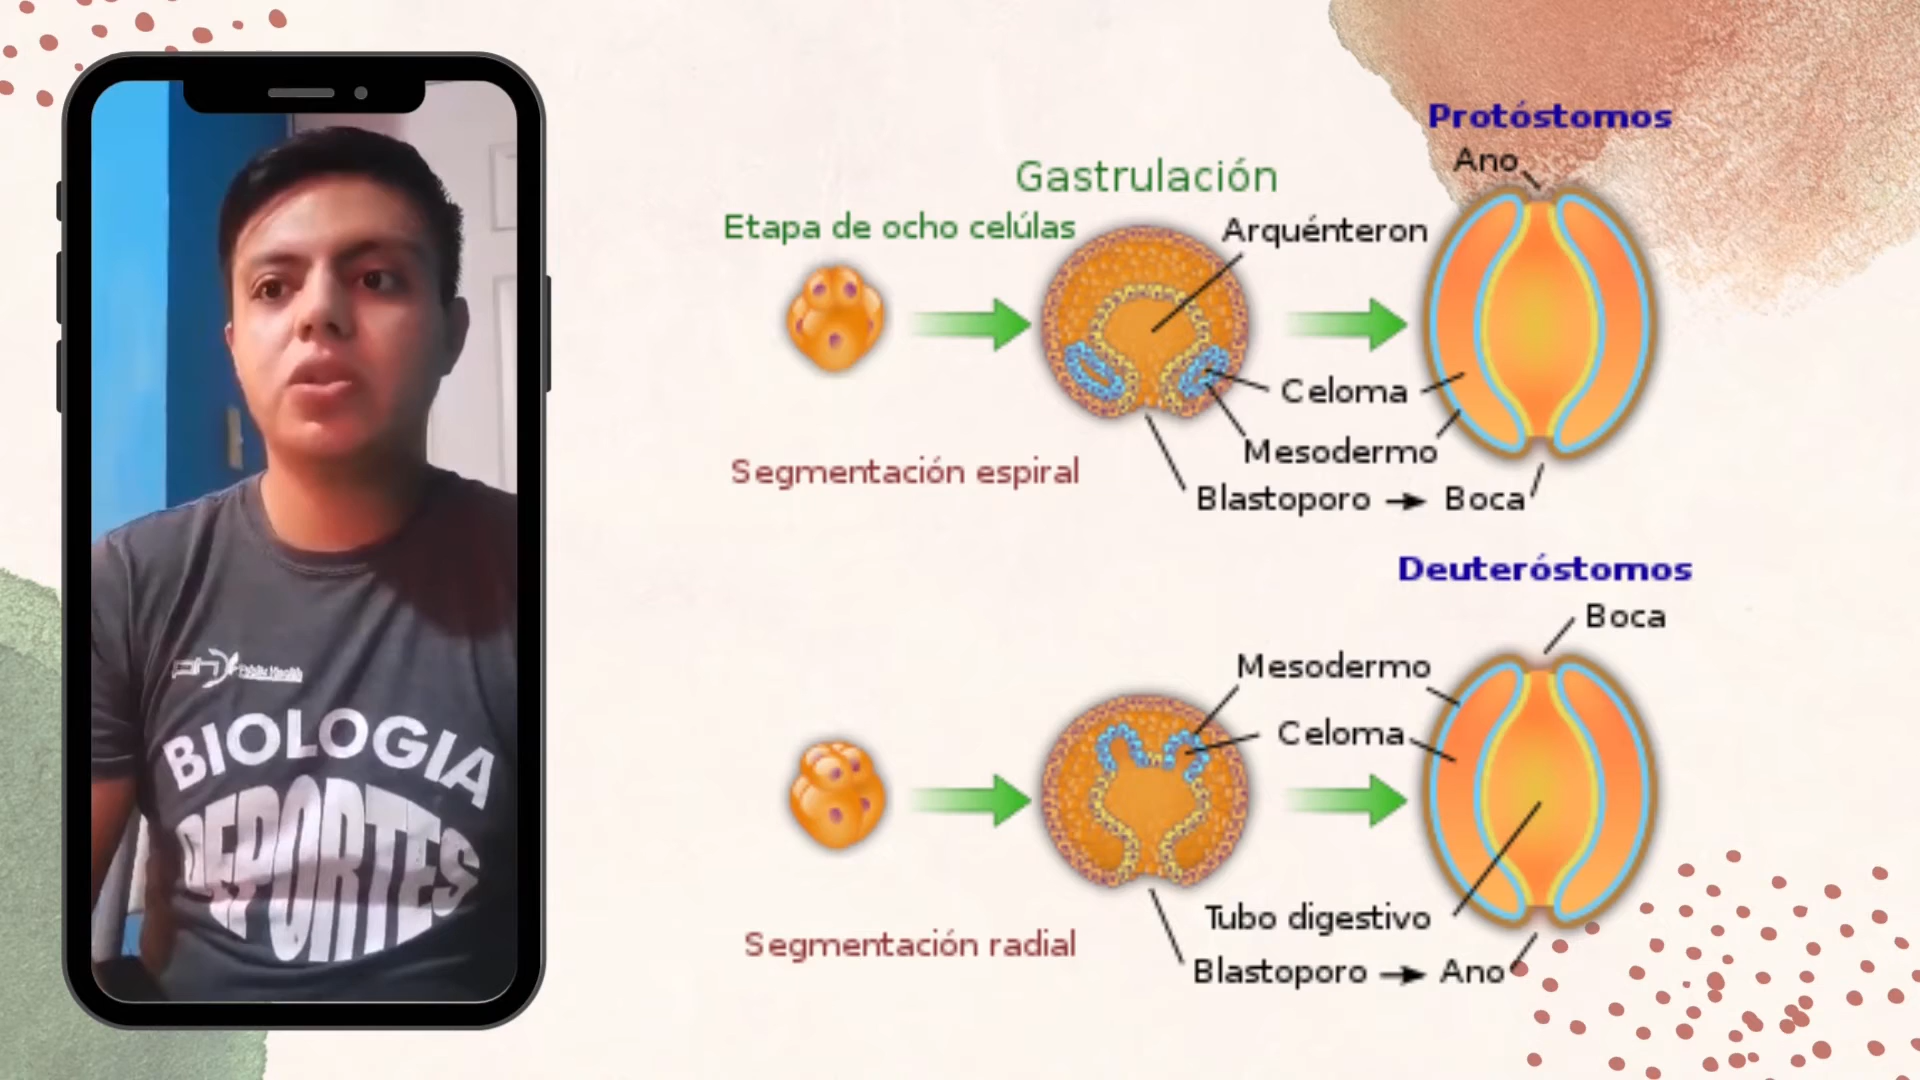 BIOLOGIA
DEPORTES
Protóstomos
Ano
Gastrulación
Etapa de ocho celúlas
Arquénteron
Celoma
Mesodermo
Segmentación espiral
Blastoporo → Boca
Deuteróstomos
Boca
Mesodermo
Celoma
Tubo digestivo
Segmentación radial
Blastoporo → Ano